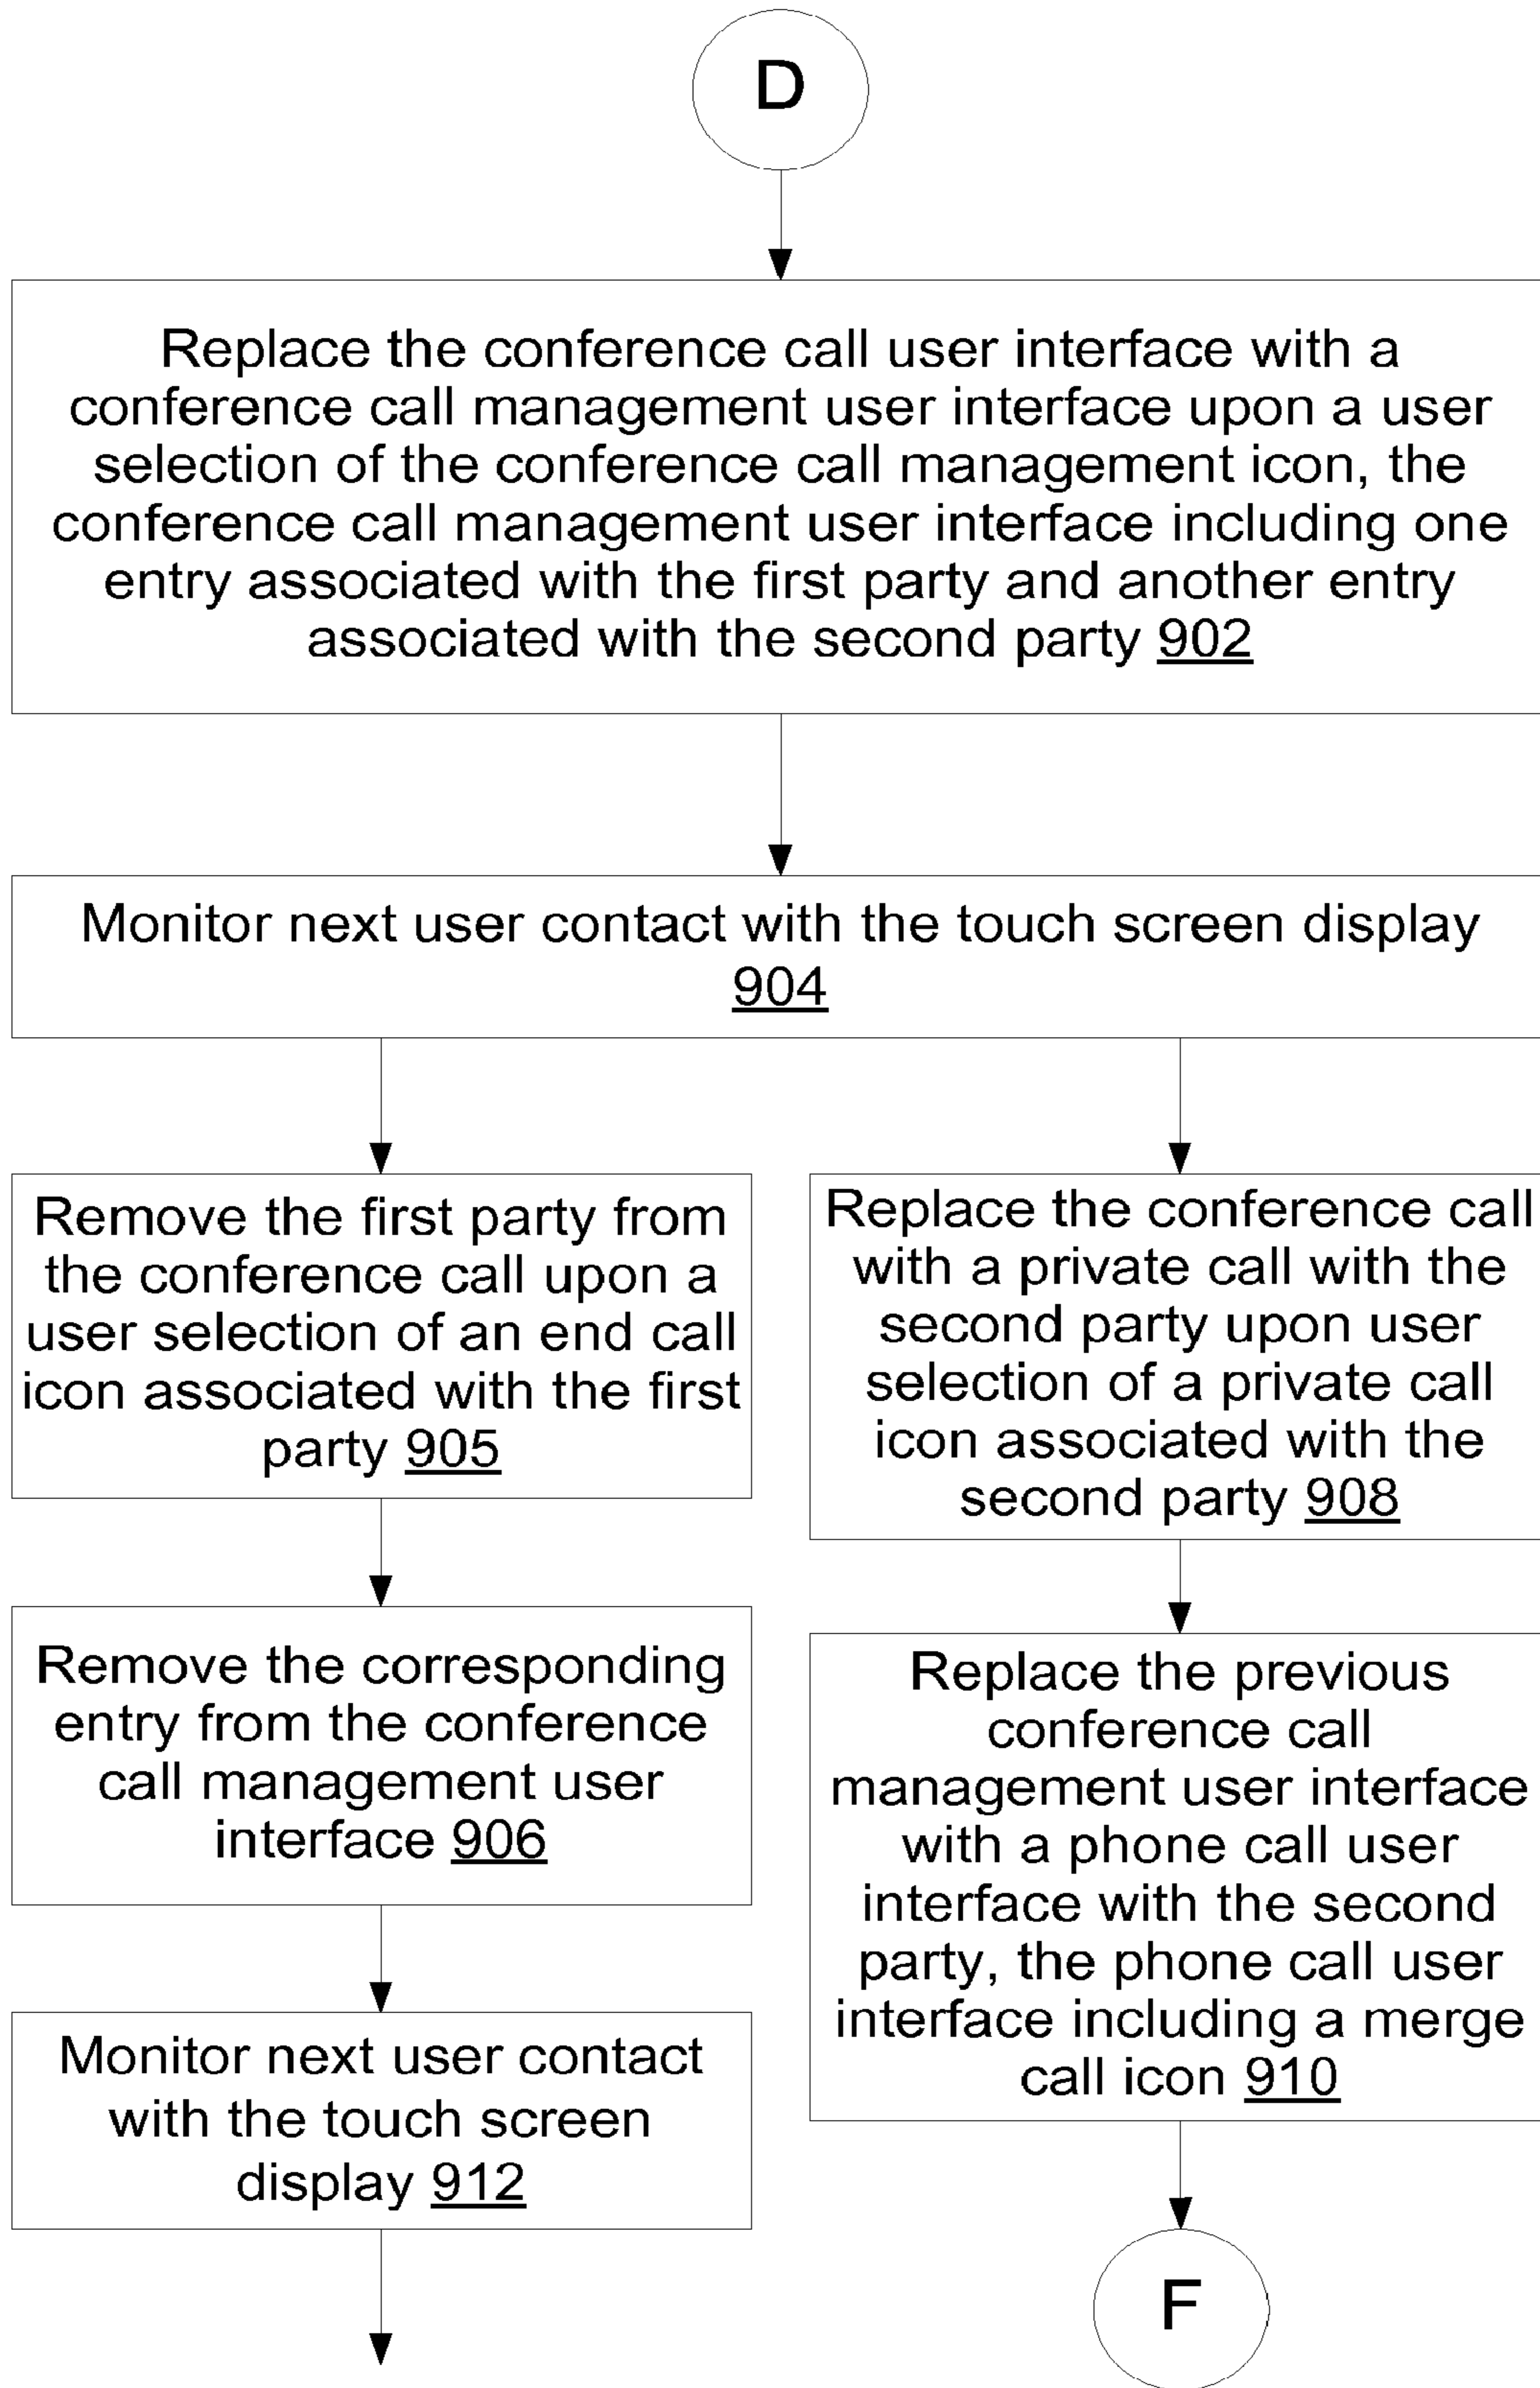 D
Replace the conference call user interface with a
conference call management user interface upon a user
selection of the conference call management icon, the
conference call management user interface including one
entry associated with the first party and another entry
associated with the second party 902
Monitor next user contact with the touch screen display
904
Remove the first party from
the conference call upon a
user selection of an end call
icon associated with the first
party 905
Remove the corresponding
entry from the conference
call management user
interface 906
Monitor next user contact
with the touch screen
display 912
Replace the conference call
with a private call with the
second party upon user
selection of a private call
icon associated with the
second party 908
Replace the previous
conference call
management user interface
with a phone call user
interface with the second
party, the phone call user
interface including a merge
call icon 910
F